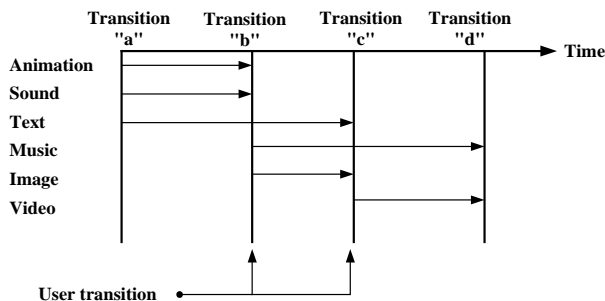 Transition Transition Transition Transition
"a" "b" "c" "d"
Time
Animation
Sound
Text
Music
Image
Video
User transition